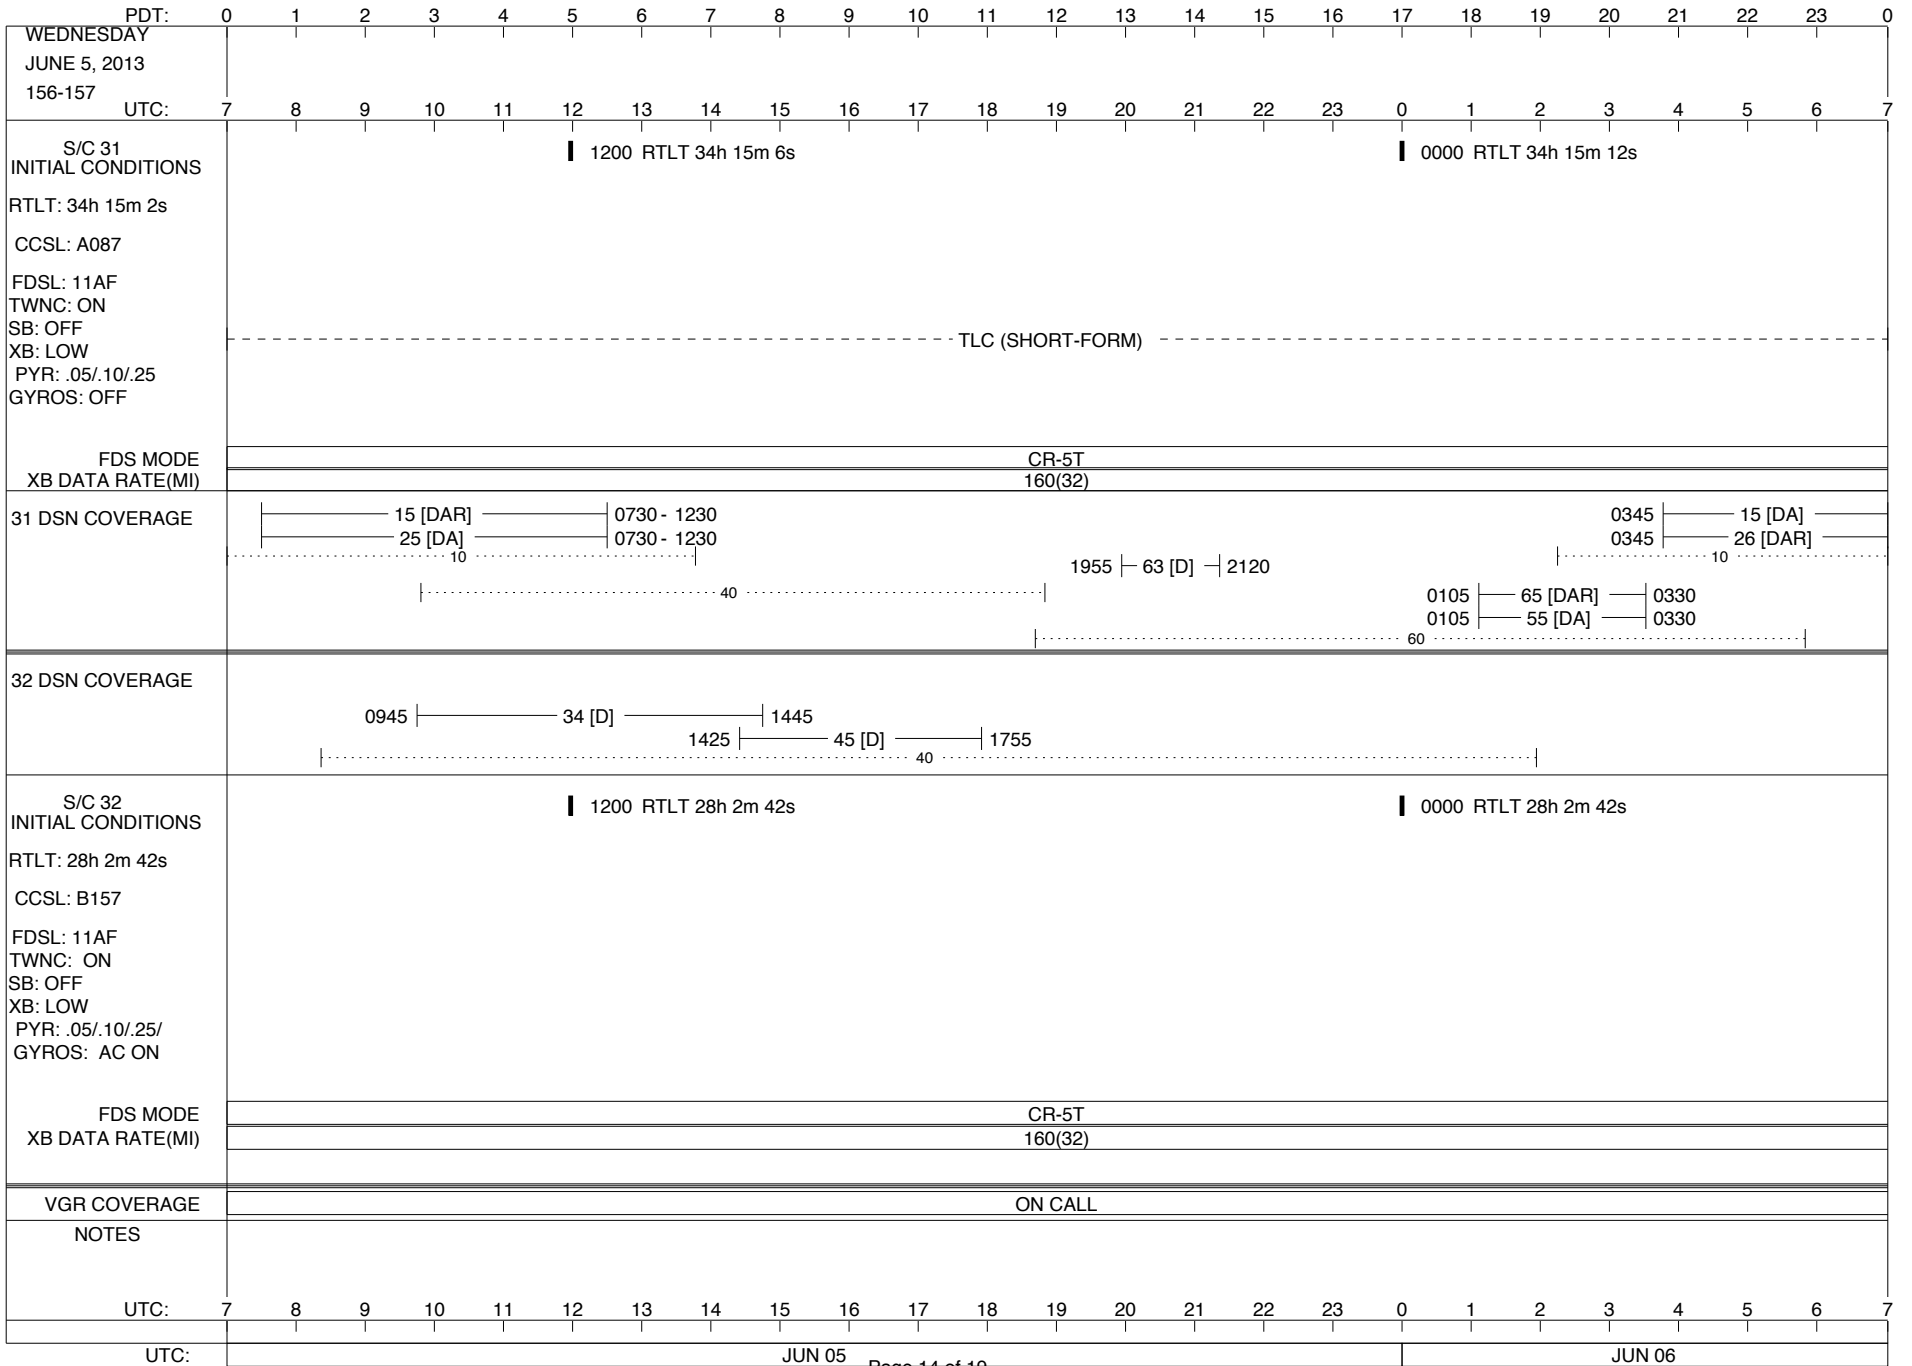 PDT: 0 1 2 3 4 5 6 7 8 9 10 11 12 13 14 15 16 17 18 19 20 21 22 23 0
WEDNESDAY
JUNE 5, 2013
156-157
UTC: 7 8 9 10 11 12 13 14 15 16 17 18 19 20 21 22 23 0 1 2 3 4 5 6 7
S/C 31
INITIAL CONDITIONS
1200 RTLT 34h 15m 6s
0000 RTLT 34h 15m 12s
RTLT: 34h 15m 2s
CCSL: A087
FDSL: 11AF
TWNC: ON
SB: OFF
XB: LOW
PYR: .05/.10/.25
GYROS: OFF
TLC (SHORT-FORM)
FDS MODE CR-5T
XB DATA RATE(MI) 160(32)
31 DSN COVERAGE
15 [DAR] 0730 - 1230
25 [DA] 0730 - 1230
10
40
1955 63 [D] 2120
0345 15 [DA]
0345 26 [DAR]
10
0105 65 [DAR] 0330
0105 55 [DA] 0330
60
32 DSN COVERAGE
0945 34 [D] 1445
1425 45 [D] 1755
40
S/C 32
INITIAL CONDITIONS
1200 RTLT 28h 2m 42s
0000 RTLT 28h 2m 42s
RTLT: 28h 2m 42s
CCSL: B157
FDSL: 11AF
TWNC: ON
SB: OFF
XB: LOW
PYR: .05/.10/.25/
GYROS: AC ON
FDS MODE CR-5T
XB DATA RATE(MI) 160(32)
VGR COVERAGE ON CALL
NOTES
UTC: 7 8 9 10 11 12 13 14 15 16 17 18 19 20 21 22 23 0 1 2 3 4 5 6 7
UTC: JUN 05 JUN 06
Page 14 of 19